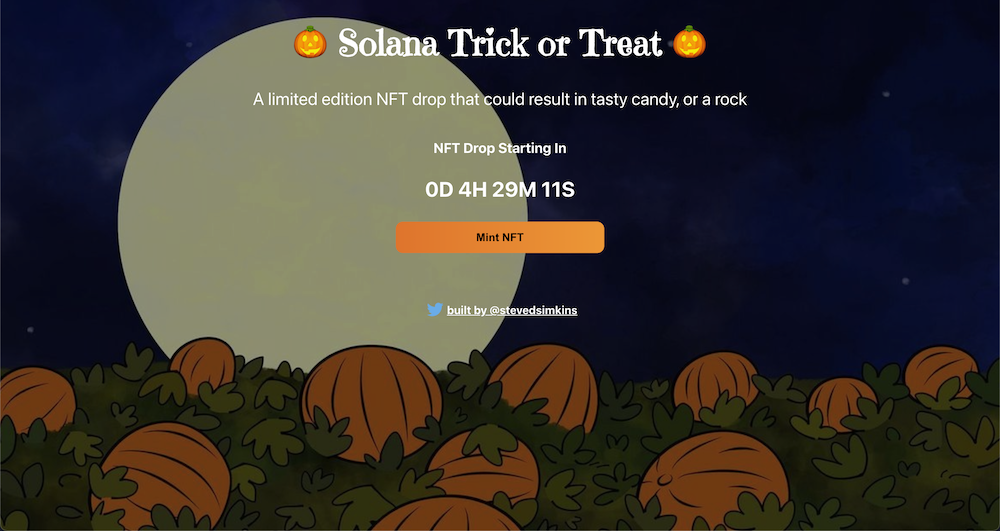 🎃 Solana Trick or Treat 🎃
A limited edition NFT drop that could result in tasty candy, or a rock
NFT Drop Starting In
0D 4H 29M 11S
Mint NFT
built by @stevedsimkins